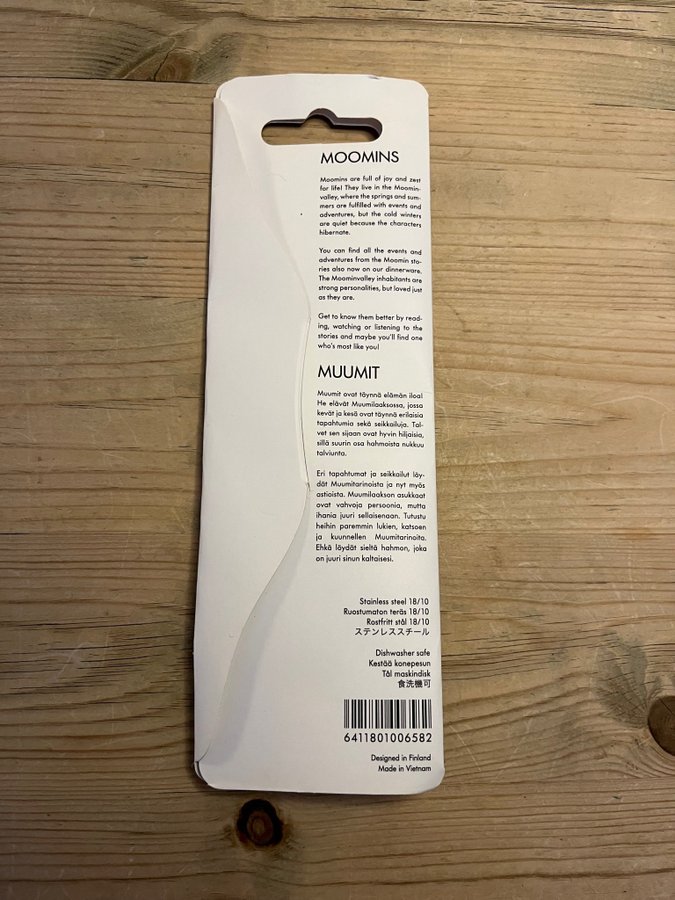 MOOMINS
Moomins are full of joy and zest
for life! They live in the Moomin-
valley, where the springs and sum-
mers are fulfilled with events and
adventures, but the cold winters
are quiet because the characters
hibernate.
You can find all the events and
adventures from the Moomin sto-
ries also now on our dinnerware.
The Moominvalley inhabitants are
strong personalities, but loved just
as they are.
Get to know them better by read-
ing, watching or listening to the
stories and maybe you'll find one
who's most like you!
MUUMIT
Muumit ovat täynnä elämän iloa!
He elävät Muumilaaksossa, jossa
kevät ja kesä ovat täynnä erilaisia
tapahtumia sekä seikkailuja. Tal-
vet sen sijaan ovat hyvin hiljaisia,
sillä suurin osa hahmoista nukkuu
talviunta.
Eri tapahtumat ja seikkailut löy-
dät Muumitarinoista ja nyt myös
astioista. Muumilaakson asukkaat
ovat vahvoja persoonia, mutta
ihania juuri sellaisenaan. Tutustu
heihin paremmin lukien, katsoen
ja kuunnellen Muumitarinoita.
Ehkä löydät sieltä hahmon, joka
on juuri sinun kaltaisesi.
Stainless steel 18/10
Ruostumaton teräs 18/10
Rostfritt stål 18/10
ステンレススチール
Dishwasher safe
Kestää konepesun
Tål maskindisk
食洗機可
6411801006582
Designed in Finland
Made in Vietnam